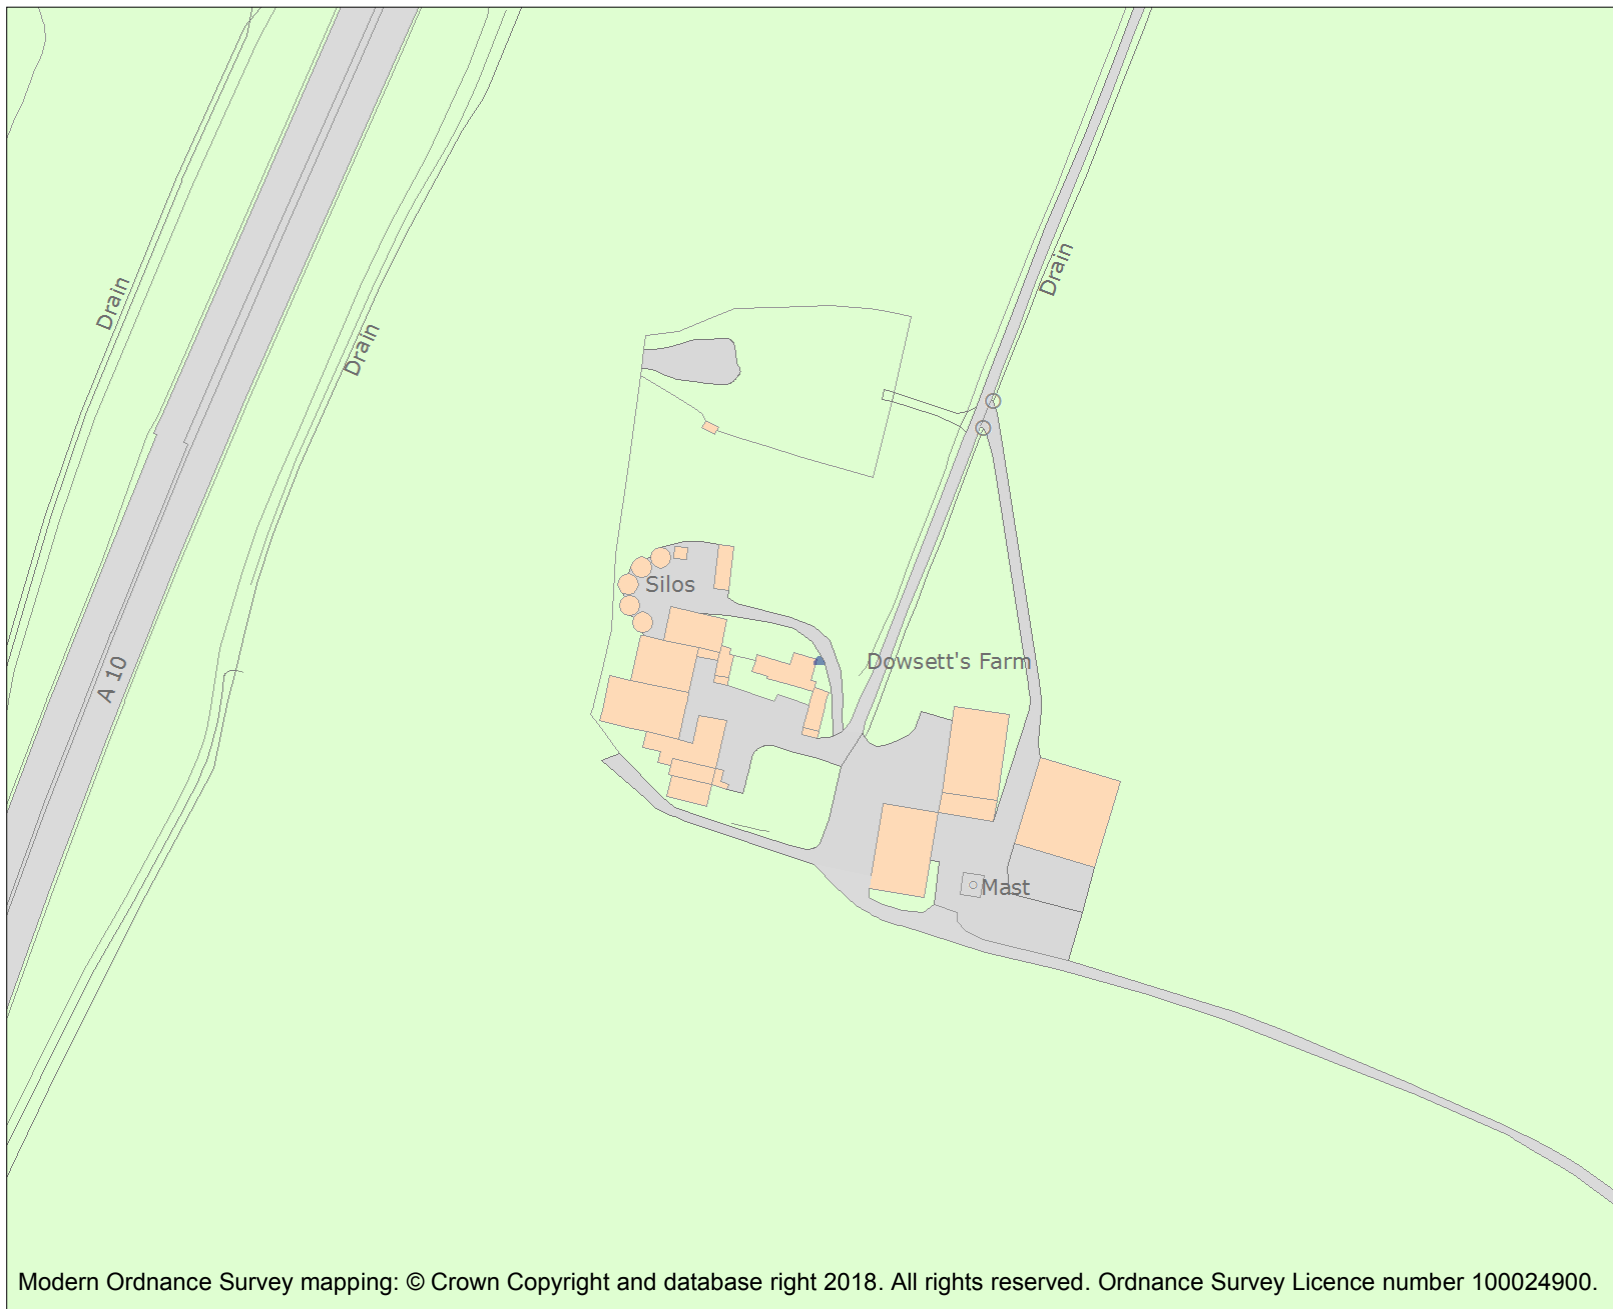 Drain
Drain
Drain
Silos
Dowsett's Farm
A 10
Mast
Modern Ordnance Survey mapping: © Crown Copyright and database right 2018. All rights reserved. Ordnance Survey Licence number 100024900.